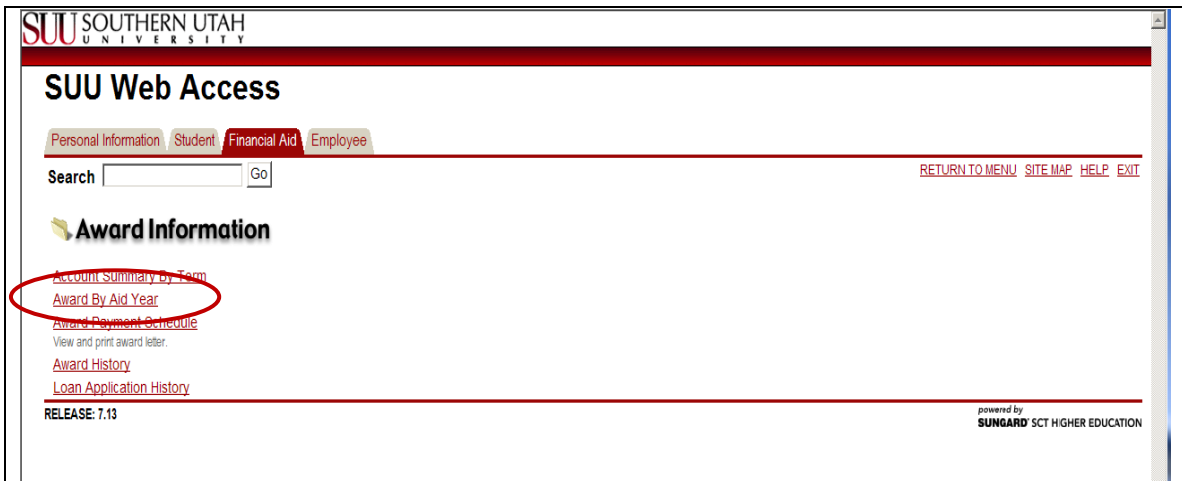 SUU SOUTHERN UTAH
UNIVERSITY
SUU Web Access
Personal Information Student Financial Aid Employee
Search Go
RETURN TO MENU SITE MAP HELP EXIT
Award Information
Account Summary By Term
Award By Aid Year
Award Payment Schedule
View and print award letter.
Award History
Loan Application History
RELEASE: 7.13
powered by
SUNGARD' SCT HIGHER EDUCATION